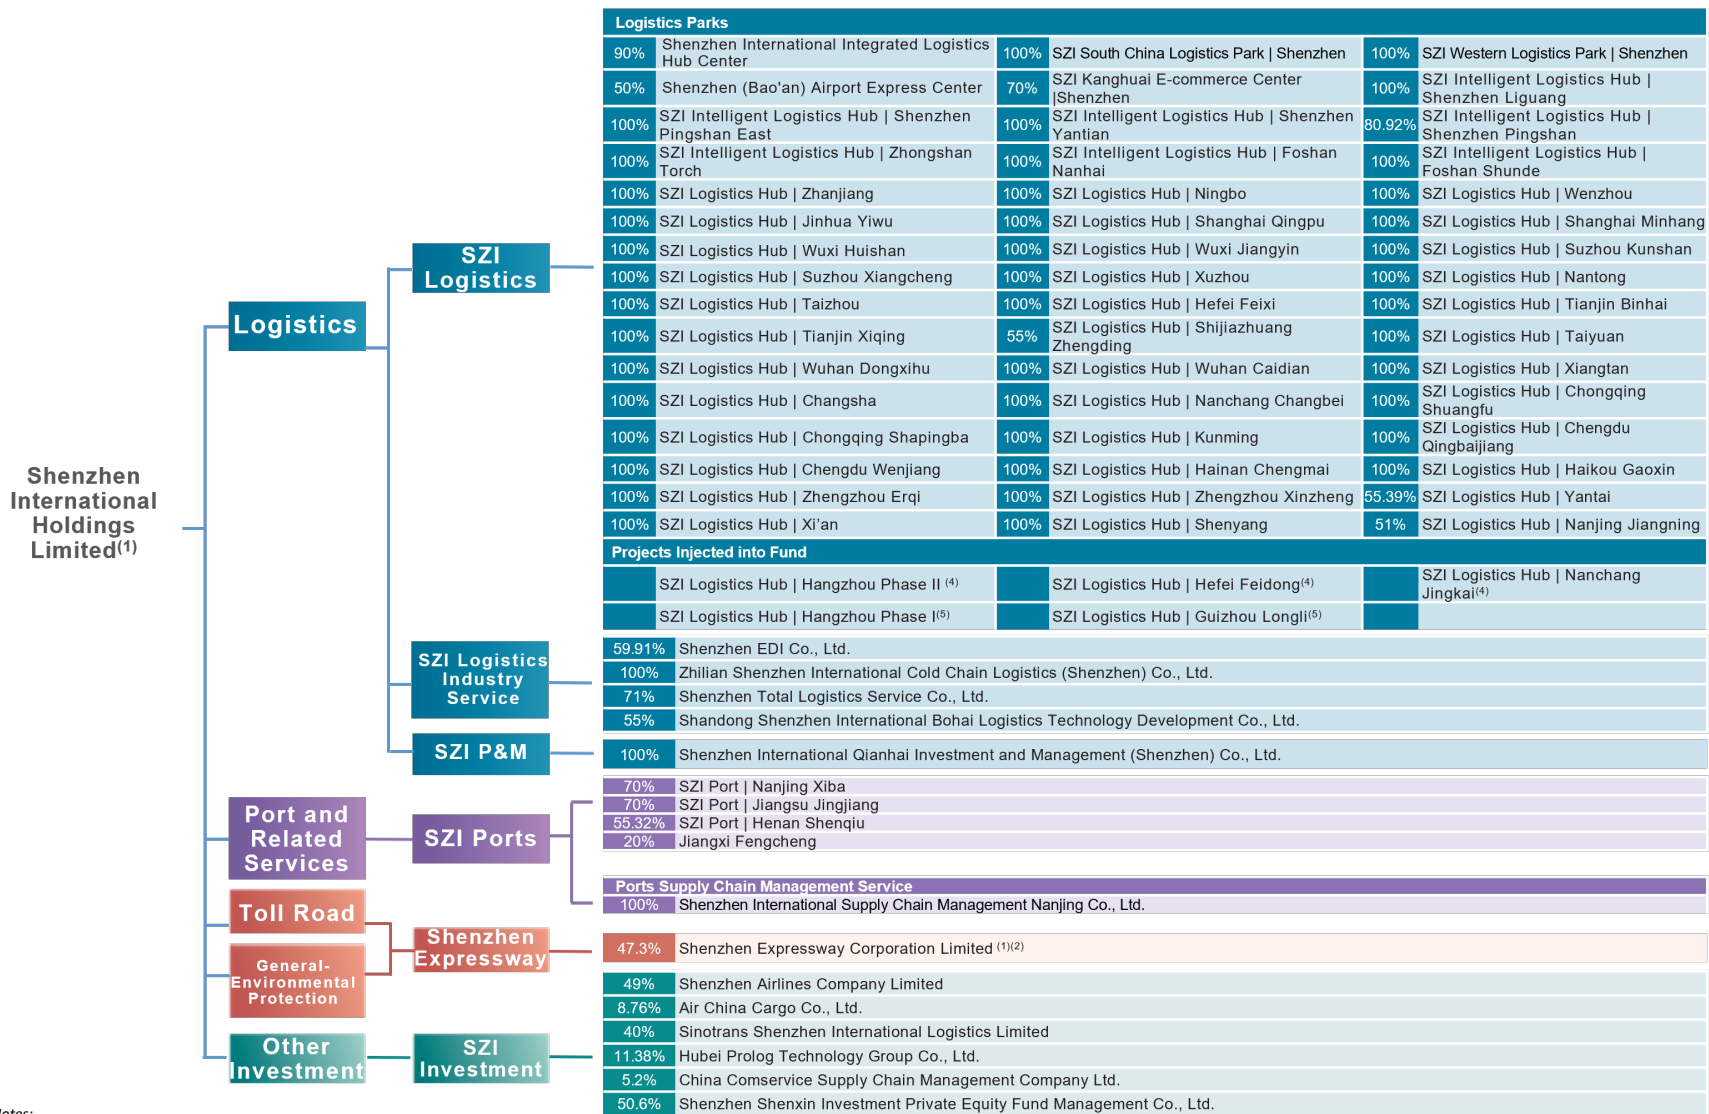 Shenzhen
International
Holdings
Limited(1)
Logistics
SZI
Logistics
Logistics Parks
90% Shenzhen International Integrated Logistics
Hub Center
100% SZI South China Logistics Park | Shenzhen
100% SZI Western Logistics Park | Shenzhen
50% Shenzhen (Bao'an) Airport Express Center
70% SZI Kanghuai E-commerce Center
|Shenzhen
100% SZI Intelligent Logistics Hub |
Shenzhen Liguang
100% SZI Intelligent Logistics Hub | Shenzhen
Pingshan East
100% SZI Intelligent Logistics Hub | Shenzhen
Yantian
80.92% SZI Intelligent Logistics Hub |
Shenzhen Pingshan
100% SZI Intelligent Logistics Hub | Zhongshan
Torch
100% SZI Intelligent Logistics Hub | Foshan
Nanhai
100% SZI Intelligent Logistics Hub |
Foshan Shunde
100% SZI Logistics Hub | Zhanjiang
100% SZI Logistics Hub | Ningbo
100% SZI Logistics Hub | Wenzhou
100% SZI Logistics Hub | Jinhua Yiwu
100% SZI Logistics Hub | Shanghai Qingpu
100% SZI Logistics Hub | Shanghai Minhang
100% SZI Logistics Hub | Wuxi Huishan
100% SZI Logistics Hub | Wuxi Jiangyin
100% SZI Logistics Hub | Suzhou Kunshan
100% SZI Logistics Hub | Suzhou Xiangcheng
100% SZI Logistics Hub | Xuzhou
100% SZI Logistics Hub | Nantong
100% SZI Logistics Hub | Taizhou
100% SZI Logistics Hub | Hefei Feixi
100% SZI Logistics Hub | Tianjin Binhai
100% SZI Logistics Hub | Tianjin Xiqing
55% SZI Logistics Hub | Shijiazhuang
Zhengding
100% SZI Logistics Hub | Taiyuan
100% SZI Logistics Hub | Wuhan Dongxihu
100% SZI Logistics Hub | Wuhan Caidian
100% SZI Logistics Hub | Xiangtan
100% SZI Logistics Hub | Changsha
100% SZI Logistics Hub | Nanchang Changbei
100% SZI Logistics Hub | Chongqing
Shuangfu
100% SZI Logistics Hub | Chongqing Shapingba
100% SZI Logistics Hub | Kunming
100% SZI Logistics Hub | Chengdu
Qingbaijiang
100% SZI Logistics Hub | Chengdu Wenjiang
100% SZI Logistics Hub | Hainan Chengmai
100% SZI Logistics Hub | Haikou Gaoxin
100% SZI Logistics Hub | Zhengzhou Erqi
100% SZI Logistics Hub | Zhengzhou Xinzheng
55.39% SZI Logistics Hub | Yantai
100% SZI Logistics Hub | Xi’an
100% SZI Logistics Hub | Shenyang
51% SZI Logistics Hub | Nanjing Jiangning
Projects Injected into Fund
SZI Logistics Hub | Hangzhou Phase II (4)
SZI Logistics Hub | Hefei Feidong(4)
SZI Logistics Hub | Nanchang
Jingkai(4)
SZI Logistics Hub | Hangzhou Phase I(5)
SZI Logistics Hub | Guizhou Longli(5)
SZI Logistics
Industry
Service
59.91% Shenzhen EDI Co., Ltd.
100% Zhilian Shenzhen International Cold Chain Logistics (Shenzhen) Co., Ltd.
71% Shenzhen Total Logistics Service Co., Ltd.
55% Shandong Shenzhen International Bohai Logistics Technology Development Co., Ltd.
SZI P&M
100% Shenzhen International Qianhai Investment and Management (Shenzhen) Co., Ltd.
Port and
Related
Services
SZI Ports
70% SZI Port | Nanjing Xiba
70% SZI Port | Jiangsu Jingjiang
55.32% SZI Port | Henan Shenqiu
20% Jiangxi Fengcheng
Ports Supply Chain Management Service
100% Shenzhen International Supply Chain Management Nanjing Co., Ltd.
Toll Road
General-
Environmental
Protection
Shenzhen
Expressway
47.3% Shenzhen Expressway Corporation Limited (1)(2)
Other
Investment
SZI
Investment
49% Shenzhen Airlines Company Limited
8.76% Air China Cargo Co., Ltd.
40% Sinotrans Shenzhen International Logistics Limited
11.38% Hubei Prolog Technology Group Co., Ltd.
5.2% China Comservice Supply Chain Management Company Ltd.
50.6% Shenzhen Shenxin Investment Private Equity Fund Management Co., Ltd.